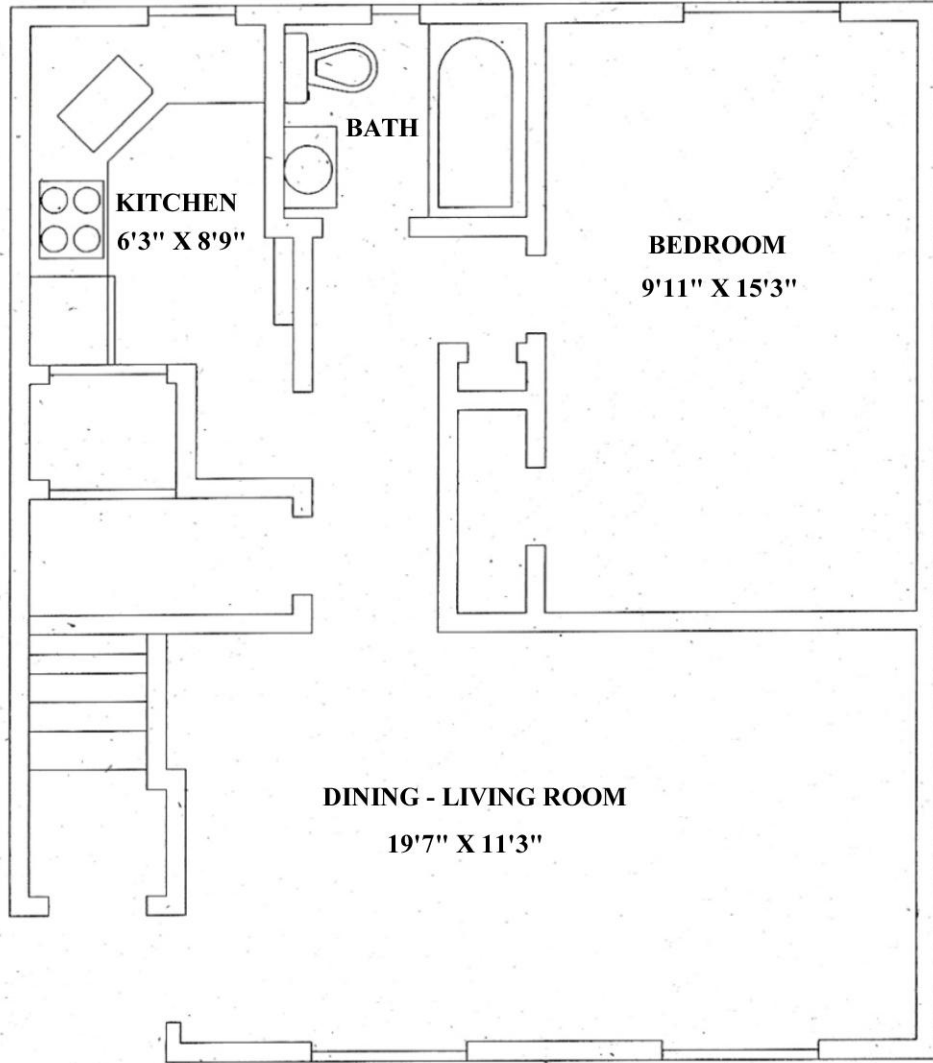 BATH
KITCHEN
6'3" X 8'9"
BEDROOM
9'11" X 15'3"
DINING - LIVING ROOM
19'7" X 11'3"